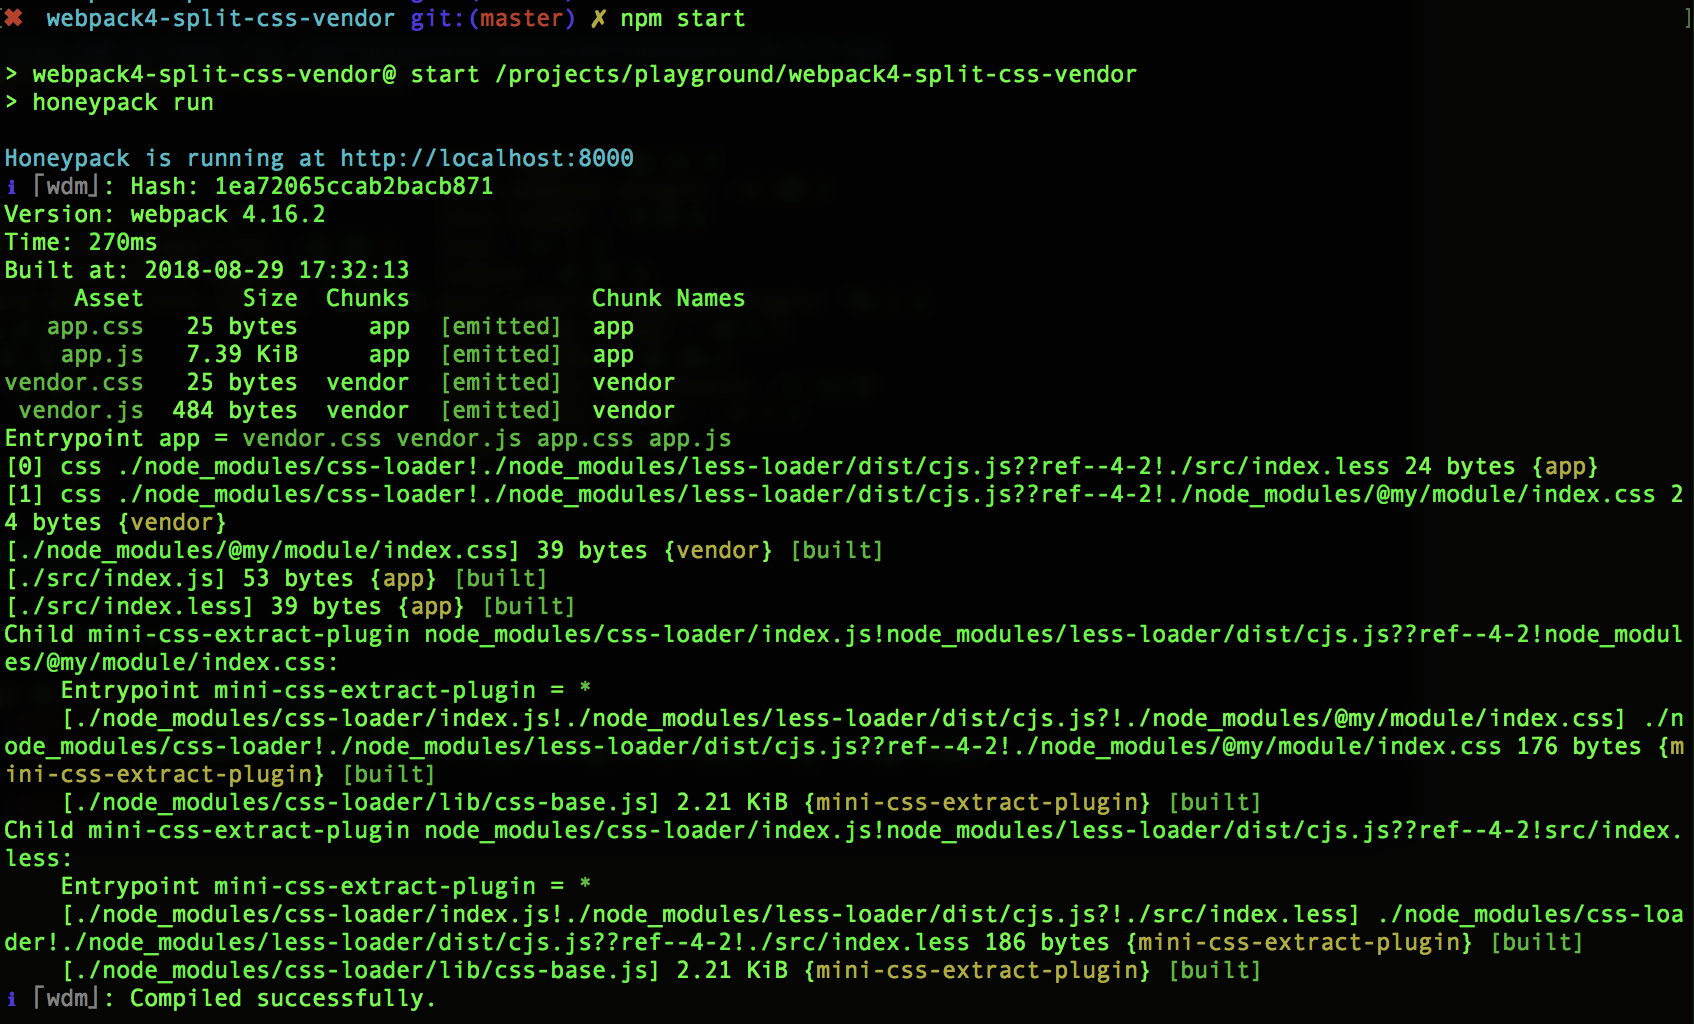 ✖ webpack4-split-css-vendor git:(master) ✗ npm start
> webpack4-split-css-vendor@ start /projects/playground/webpack4-split-css-vendor
> honeypack run
Honeypack is running at http://localhost:8000
ℹ ｢wdm｣: Hash: 1ea72065ccab2bacb871
Version: webpack 4.16.2
Time: 270ms
Built at: 2018-08-29 17:32:13
Asset Size Chunks Chunk Names
app.css 25 bytes app [emitted] app
app.js 7.39 KiB app [emitted] app
vendor.css 25 bytes vendor [emitted] vendor
vendor.js 484 bytes vendor [emitted] vendor
Entrypoint app = vendor.css vendor.js app.css app.js
[0] css ./node_modules/css-loader!./node_modules/less-loader/dist/cjs.js??ref--4-2!./src/index.less 24 bytes {app}
[1] css ./node_modules/css-loader!./node_modules/less-loader/dist/cjs.js??ref--4-2!./node_modules/@my/module/index.css 2
4 bytes {vendor}
[./node_modules/@my/module/index.css] 39 bytes {vendor} [built]
[./src/index.js] 53 bytes {app} [built]
[./src/index.less] 39 bytes {app} [built]
Child mini-css-extract-plugin node_modules/css-loader/index.js!node_modules/less-loader/dist/cjs.js??ref--4-2!node_modul
es/@my/module/index.css:
Entrypoint mini-css-extract-plugin = *
[./node_modules/css-loader/index.js!./node_modules/less-loader/dist/cjs.js?!./node_modules/@my/module/index.css] ./n
ode_modules/css-loader!./node_modules/less-loader/dist/cjs.js??ref--4-2!./node_modules/@my/module/index.css 176 bytes {m
ini-css-extract-plugin} [built]
[./node_modules/css-loader/lib/css-base.js] 2.21 KiB {mini-css-extract-plugin} [built]
Child mini-css-extract-plugin node_modules/css-loader/index.js!node_modules/less-loader/dist/cjs.js??ref--4-2!src/index.
less:
Entrypoint mini-css-extract-plugin = *
[./node_modules/css-loader/index.js!./node_modules/less-loader/dist/cjs.js?!./src/index.less] ./node_modules/css-loa
der!./node_modules/less-loader/dist/cjs.js??ref--4-2!./src/index.less 186 bytes {mini-css-extract-plugin} [built]
[./node_modules/css-loader/lib/css-base.js] 2.21 KiB {mini-css-extract-plugin} [built]
ℹ ｢wdm｣: Compiled successfully.